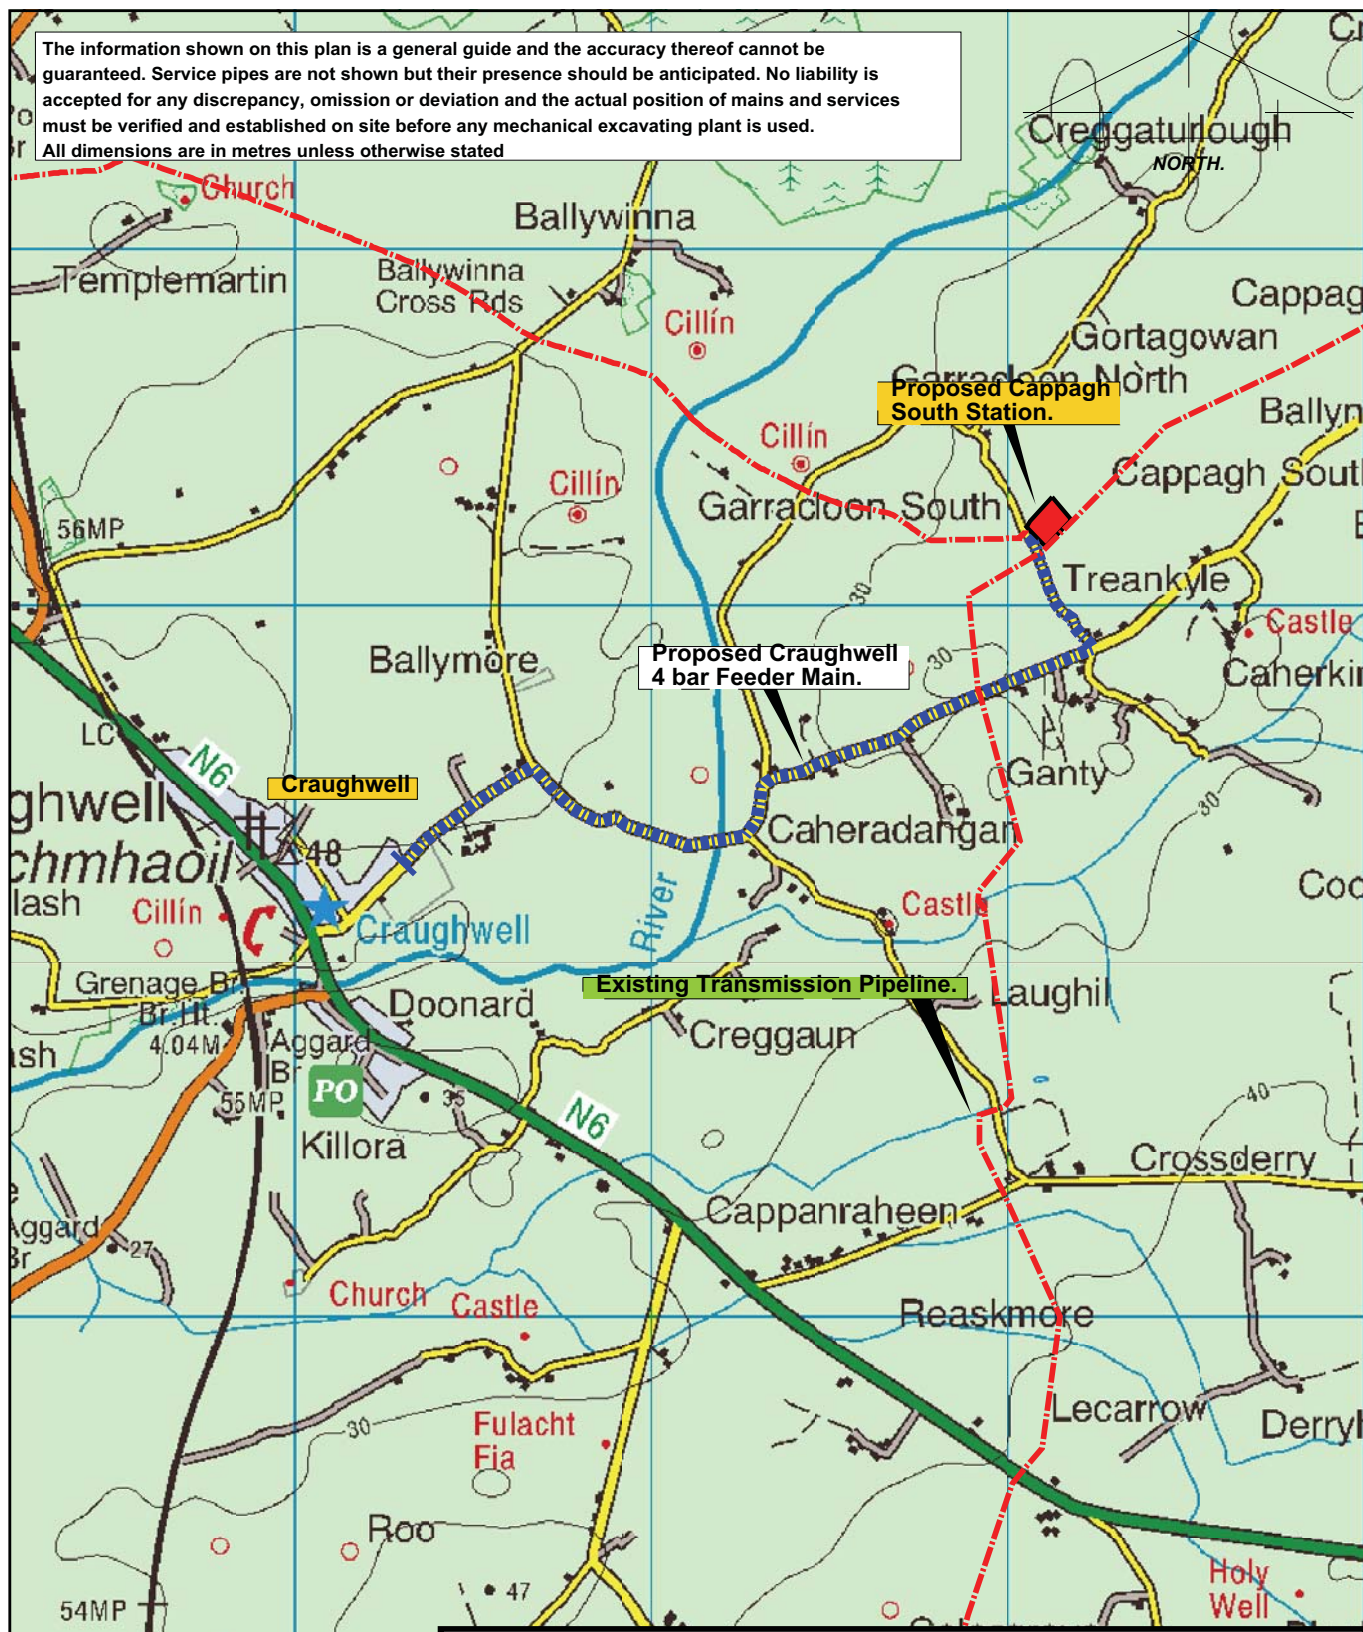 The information shown on this plan is a general guide and the accuracy thereof cannot be
guaranteed. Service pipes are not shown but their presence should be anticipated. No liability is
accepted for any discrepancy, omission or deviation and the actual position of mains and services
must be verified and established on site before any mechanical excavating plant is used.
All dimensions are in metres unless otherwise stated
Creggaturlough
NORTH.
Church
Ballywinna
Templemartin
Ballywinna
Cross Rds
Cillín
Cappag
Gortagowan
Garradoon North
Proposed Cappagh
South Station.
Ballyn
Cillín
Cillín
Cappagh South
Garradoon South
56MP
Treankyle
30
Castle
Ballymore
Proposed Craughwell
4 bar Feeder Main.
30
Caherkin
LC
N6
Craughwell
Ganty
30
ghwell
Caheradangan
48
chmhaoil
lash
Cillín
Castle
Coo
Craughwell
River
Grenage Br.
Existing Transmission Pipeline.
Laughil
Doonard
Br.Ht.
4.04M
Aggard
Br
Creggaun
ash
PO
55MP
35
N6
40
Killora
Crossderry
Cappanraheen
Aggard
Br
27
Church
Castle
Reaskmore
Lecarrow
Derryl
30
Fulacht
Fia
Roo
47
Holy
Well
54MP